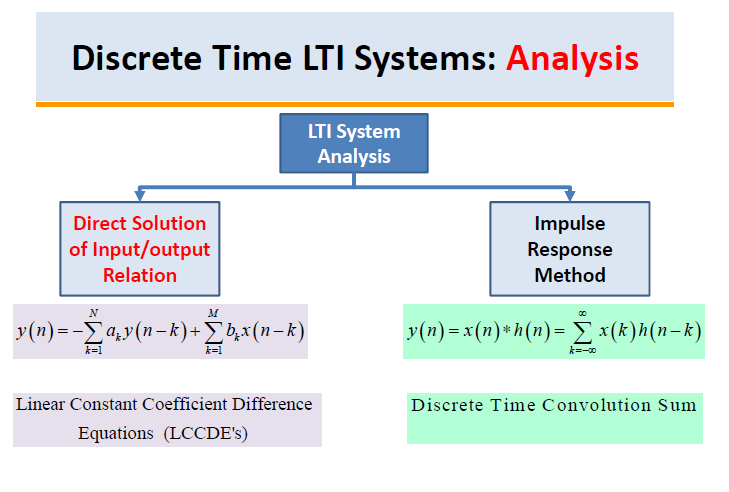 Discrete Time LTI Systems: Analysis
LTI System
Analysis
Direct Solution
of Input/output
Relation
y(n) = −∑_{k=1}^{N} a_k y(n−k) + ∑_{k=1}^{M} b_k x(n−k)
Linear Constant Coefficient Difference
Equations (LCCDE's)
Impulse
Response
Method
y(n) = x(n) * h(n) = ∑_{k=−∞}^{∞} x(k) h(n−k)
Discrete Time Convolution Sum